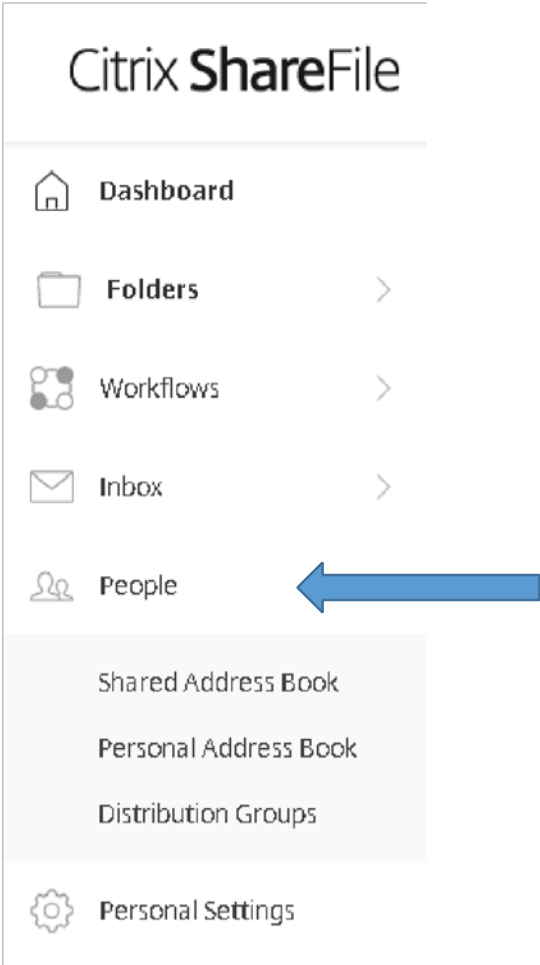 Citrix ShareFile
Dashboard
Folders
Workflows
Inbox
People
Shared Address Book
Personal Address Book
Distribution Groups
Personal Settings